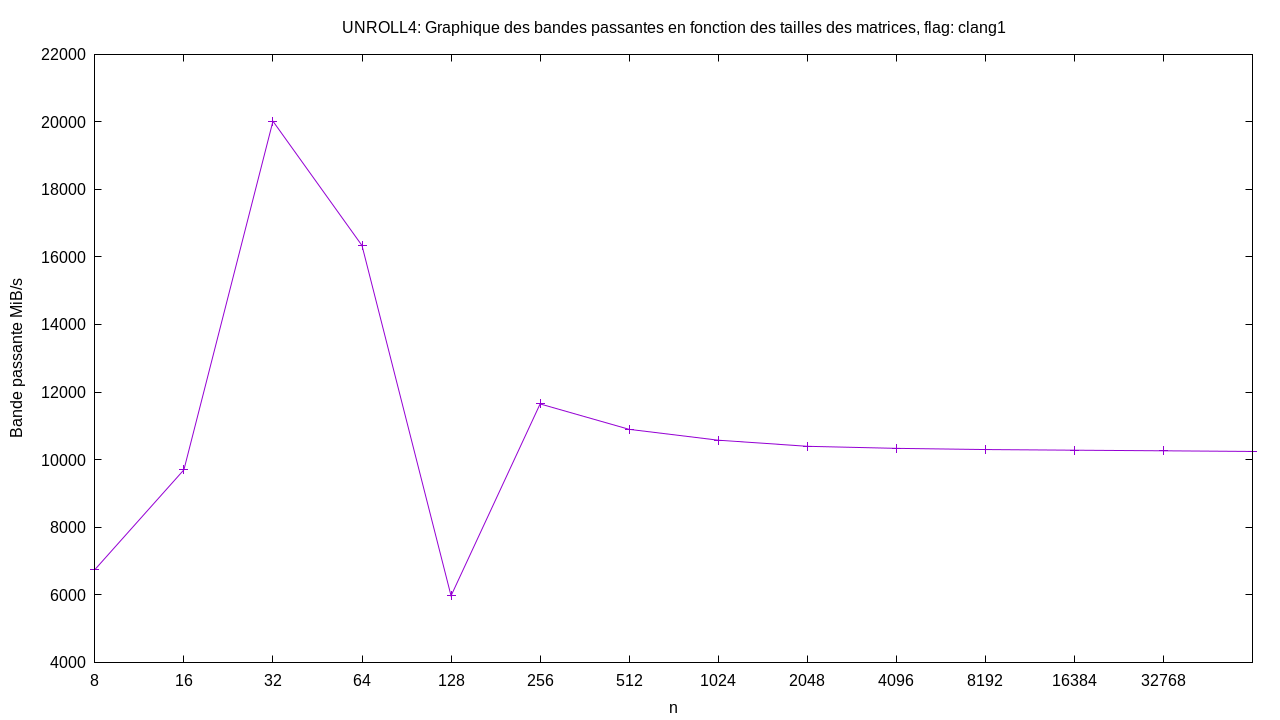 UNROLL4: Graphique des bandes passantes en fonction des tailles des matrices, flag: clang1
22000
20000
18000
16000
14000
12000
10000
8000
6000
4000
Bande passante MiB/s
8 16 32 64 128 256 512 1024 2048 4096 8192 16384 32768
n